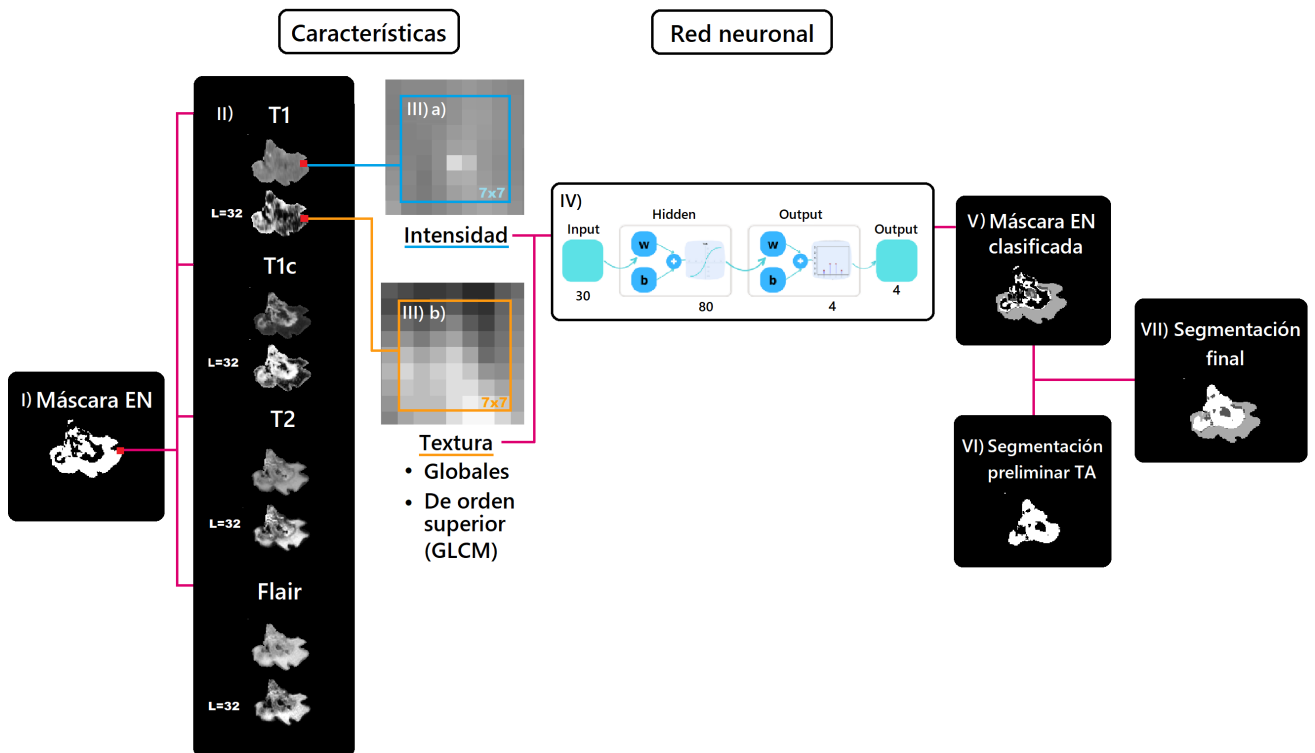 Características
Red neuronal
I) Máscara EN
II)
T1
L=32
T1c
L=32
T2
L=32
Flair
L=32
III) a)
7x7
Intensidad
III) b)
7x7
Textura
• Globales
• De orden
superior
(GLCM)
IV)
Hidden
Output
Input
Output
w
b
w
b
30
80
4
4
V) Máscara EN
clasificada
VI) Segmentación
preliminar TA
VII) Segmentación
final